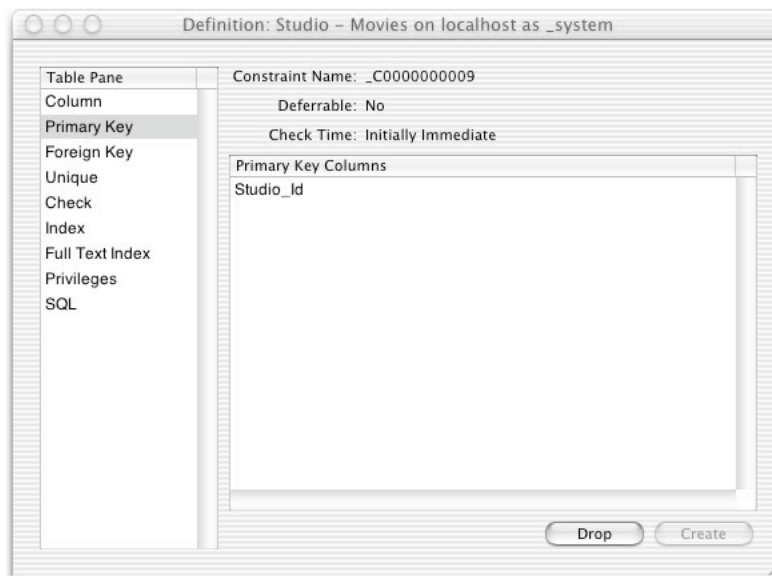 Definition: Studio – Movies on localhost as _system
Table Pane
Column
Primary Key
Foreign Key
Unique
Check
Index
Full Text Index
Privileges
SQL
Constraint Name: _C0000000009
Deferrable: No
Check Time: Initially Immediate
Primary Key Columns
Studio_Id
Drop
Create